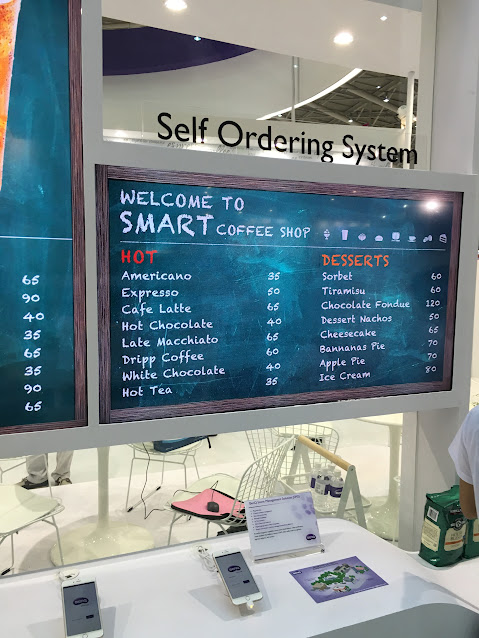 Self Ordering System
65
90
40
35
65
35
90
65
WELCOME TO
SMART COFFEE SHOP
HOT
Americano 35
Expresso 50
Cafe Latte 65
Hot Chocolate 40
Late Macchiato 65
Dripp Coffee 60
White Chocolate 40
Hot Tea 35
DESSERTS
Sorbet 60
Tiramisu 60
Chocolate Fondue 120
Dessert Nachos 50
Cheesecake 65
Bannanas Pie 70
Apple Pie 70
Ice Cream 80